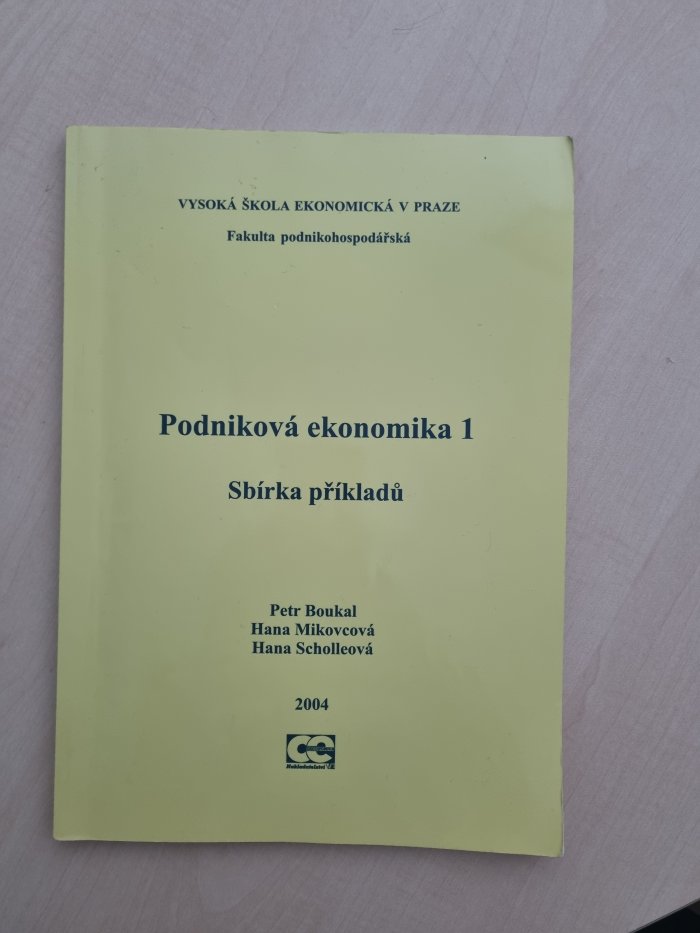 VYSOKÁ ŠKOLA EKONOMICKÁ V PRAZE
Fakulta podnikohospodářská
Podniková ekonomika 1
Sbírka příkladů
Petr Boukal
Hana Mikovcová
Hana Scholleová
2004